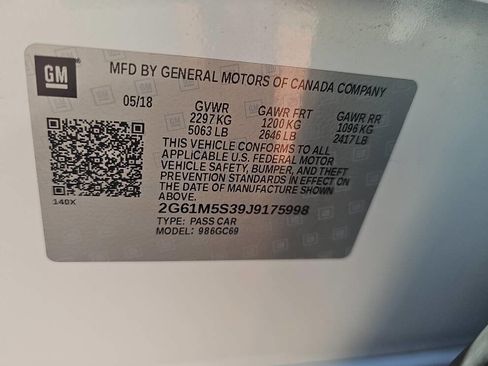 GM
MFD BY GENERAL MOTORS OF CANADA COMPANY
05/18 GVWR GAWR FRT GAWR RR
2297 KG 1200 KG 1096 KG
5063 LB 2646 LB 2417 LB
THIS VEHICLE CONFORMS TO ALL
APPLICABLE U.S. FEDERAL MOTOR
VEHICLE SAFETY, BUMPER, AND THEFT
PREVENTION STANDARDS IN EFFECT ON
THE DATE OF MANUFACTURE SHOWN
ABOVE.
140X
2G61M5S39J9175998
TYPE: PASS CAR
MODEL: 986GC69